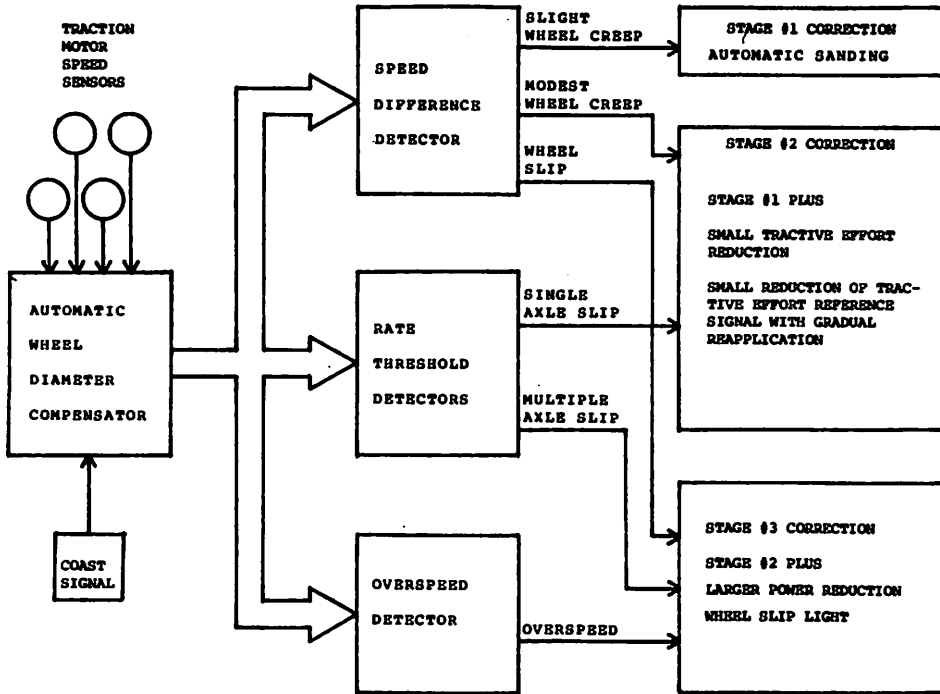 TRACTION
MOTOR
SPEED
SENSORS
AUTOMATIC
WHEEL
DIAMETER
COMPENSATOR
COAST
SIGNAL
SPEED
DIFFERENCE
DETECTOR
RATE
THRESHOLD
DETECTORS
OVERSPEED
DETECTOR
SLIGHT
WHEEL CREEP
MODEST
WHEEL CREEP
WHEEL
SLIP
SINGLE
AXLE SLIP
MULTIPLE
AXLE SLIP
OVERSPEED
STAGE #1 CORRECTION
AUTOMATIC SANDING
STAGE #2 CORRECTION
STAGE #1 PLUS
SMALL TRACTIVE EFFORT
REDUCTION
SMALL REDUCTION OF TRAC-
TIVE EFFORT REFERENCE
SIGNAL WITH GRADUAL
REAPPLICATION
STAGE #3 CORRECTION
STAGE #2 PLUS
LARGER POWER REDUCTION
WHEEL SLIP LIGHT